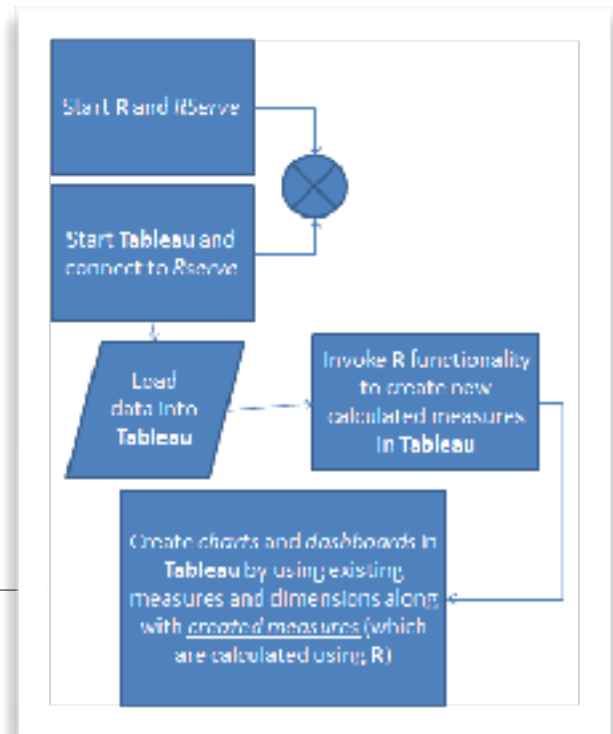 Start R and RServe
Start Tableau and
connect to Rserve
Load
data into
Tableau
Invoke R functionality
to create new
calculated measures
in Tableau
Create charts and dashboards in
Tableau by using existing
measures and dimensions along
with created measures (which
are calculated using R)